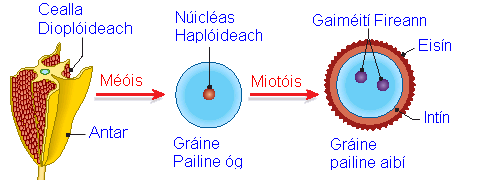 Cealla
Dioplóideach
Méóis
Antar
Núicléas
Haplóideach
Gráine
Pailine óg
Miotóis
Gaiméití Fireann
Eisín
Intín
Gráine
pailine aibí